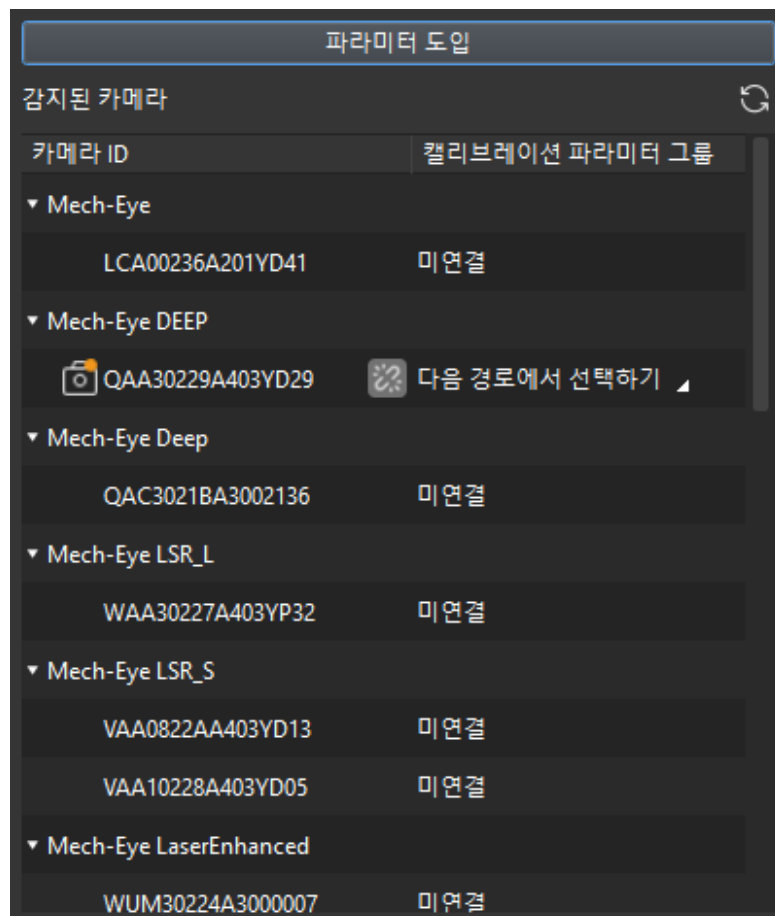 파라미터 도입
감지된 카메라
카메라 ID 캘리브레이션 파라미터 그룹
Mech-Eye
LCA00236A201YD41 미연결
Mech-Eye DEEP
QAA30229A403YD29 다음 경로에서 선택하기
Mech-Eye Deep
QAC3021BA3002136 미연결
Mech-Eye LSR_L
WAA30227A403YP32 미연결
Mech-Eye LSR_S
VAA0822AA403YD13 미연결
VAA10228A403YD05 미연결
Mech-Eye LaserEnhanced
WUM30224A3000007 미연결